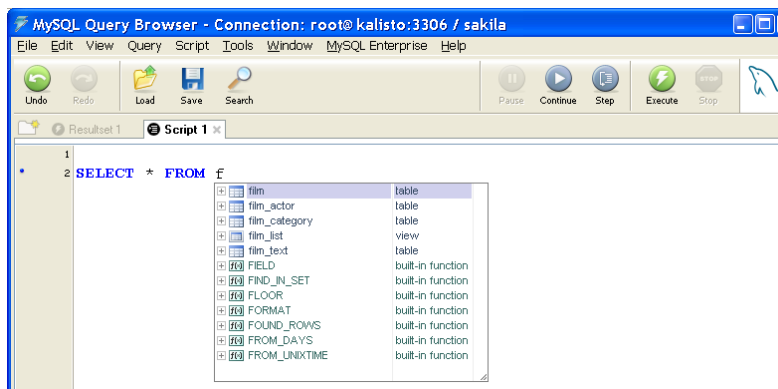 MySQL Query Browser - Connection: root@kalisto:3306 / sakila
File Edit View Query Script Tools Window MySQL Enterprise Help
Undo Redo Load Save Search Pause Continue Step Execute Stop
Resultset 1 Script 1
1
* 2 SELECT * FROM f
film table
film_actor table
film_category table
film_list view
film_text table
f(x) FIELD built-in function
f(x) FIND_IN_SET built-in function
f(x) FLOOR built-in function
f(x) FORMAT built-in function
f(x) FOUND_ROWS built-in function
f(x) FROM_DAYS built-in function
f(x) FROM_UNIXTIME built-in function